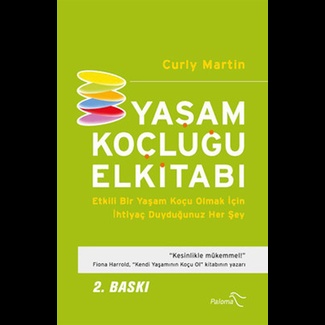 Curly Martin
YAŞAM
KOÇLUĞU
ELKİTABI
Etkili Bir Yaşam Koçu Olmak İçin
İhtiyaç Duyduğunuz Her Şey
"Kesinlikle mükemmel!"
Fiona Harrold, "Kendi Yaşamının Koçu Ol" kitabının yazarı
2. BASKI
Paloma